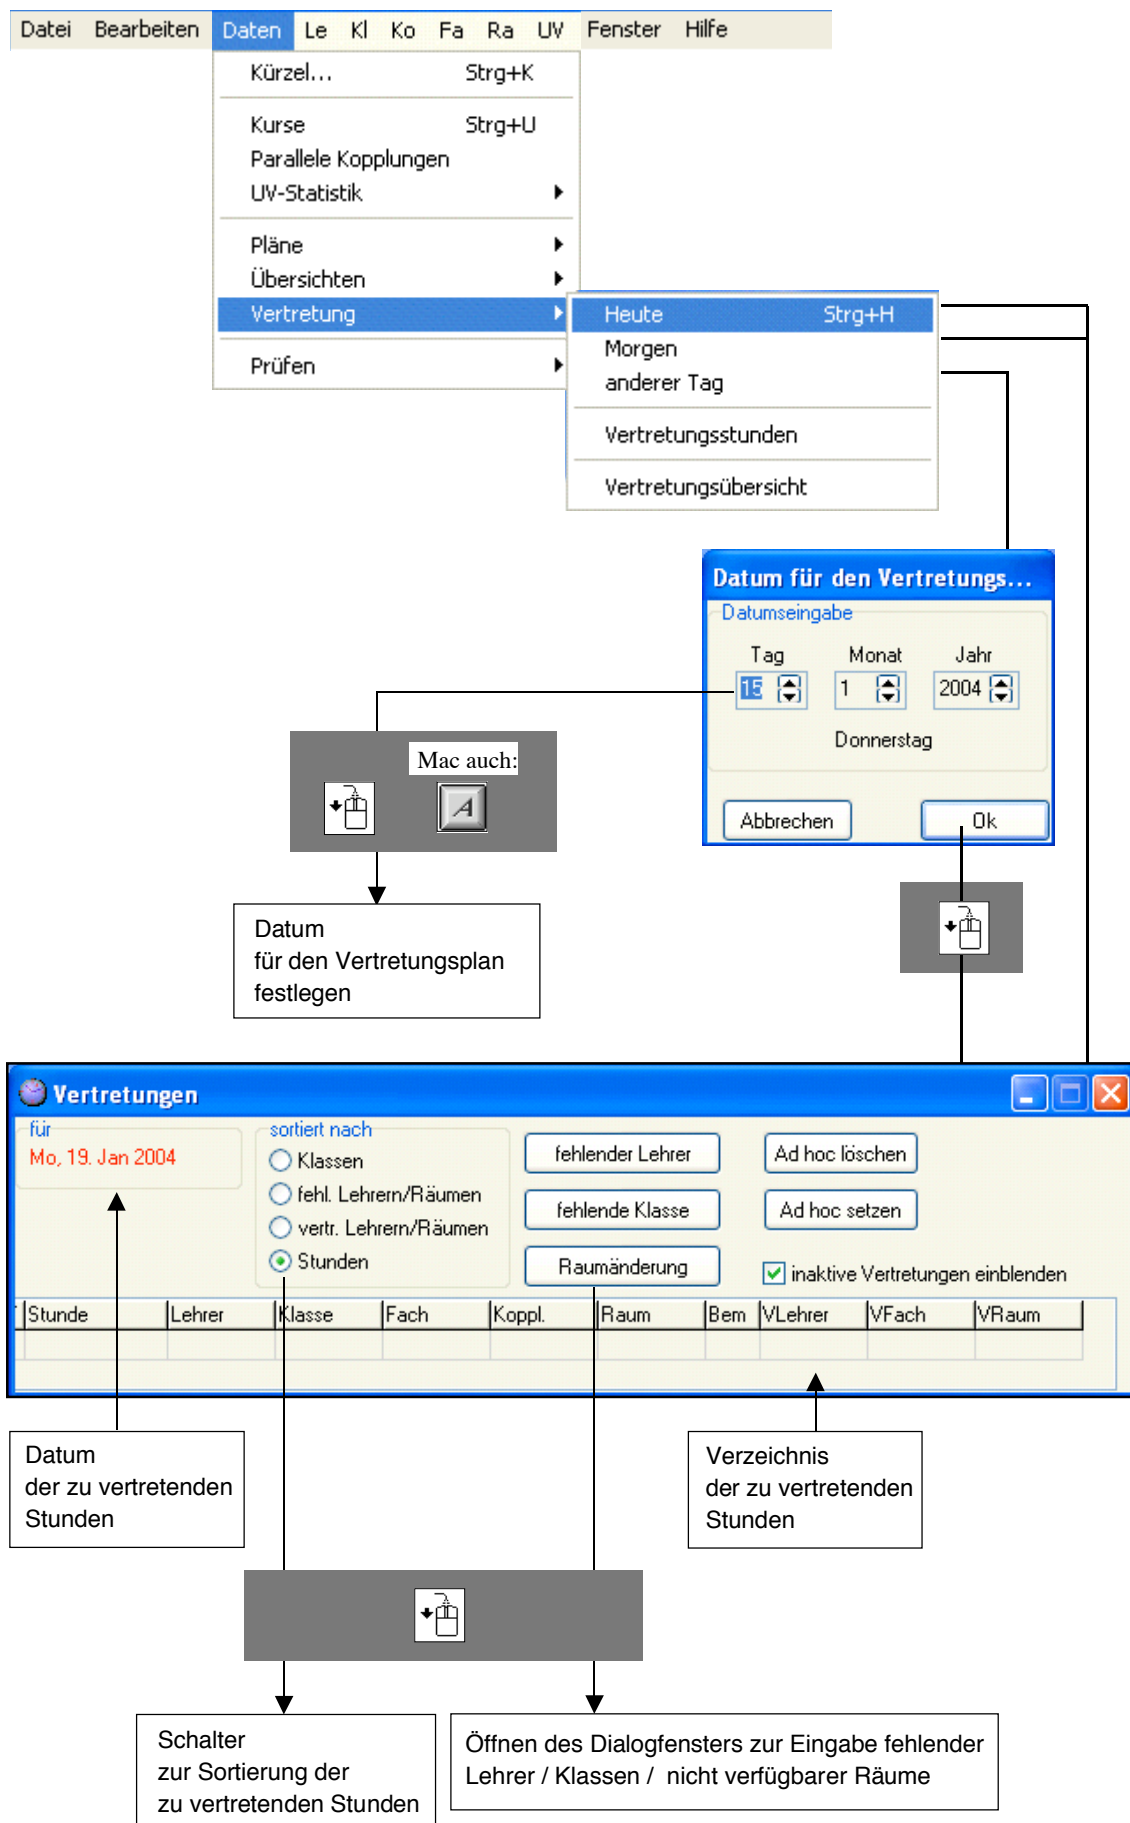 Datei Bearbeiten Daten Le Kl Ko Fa Ra UV Fenster Hilfe
Kürzel... Strg+K
Kurse Strg+U
Parallele Kopplungen
UV-Statistik
Pläne
Übersichten
Vertretung
Prüfen
Heute Strg+H
Morgen
anderer Tag
Vertretungsstunden
Vertretungsübersicht
Datum für den Vertretungs...
Datumseingabe
Tag Monat Jahr
15 1 2004
Donnerstag
Abbrechen Ok
Mac auch:
A
Datum
für den Vertretungsplan
festlegen
Vertretungen
für
Mo, 19. Jan 2004
sortiert nach
Klassen
fehl. Lehrern/Räumen
vertr. Lehrern/Räumen
Stunden
fehlender Lehrer
fehlende Klasse
Raumänderung
Ad hoc löschen
Ad hoc setzen
inaktive Vertretungen einblenden
Stunde Lehrer Klasse Fach Koppl. Raum Bem VLehrer VFach VRaum
Datum
der zu vertretenden
Stunden
Verzeichnis
der zu vertretenden
Stunden
Schalter
zur Sortierung der
zu vertretenden Stunden
Öffnen des Dialogfensters zur Eingabe fehlender
Lehrer / Klassen / nicht verfügbarer Räume